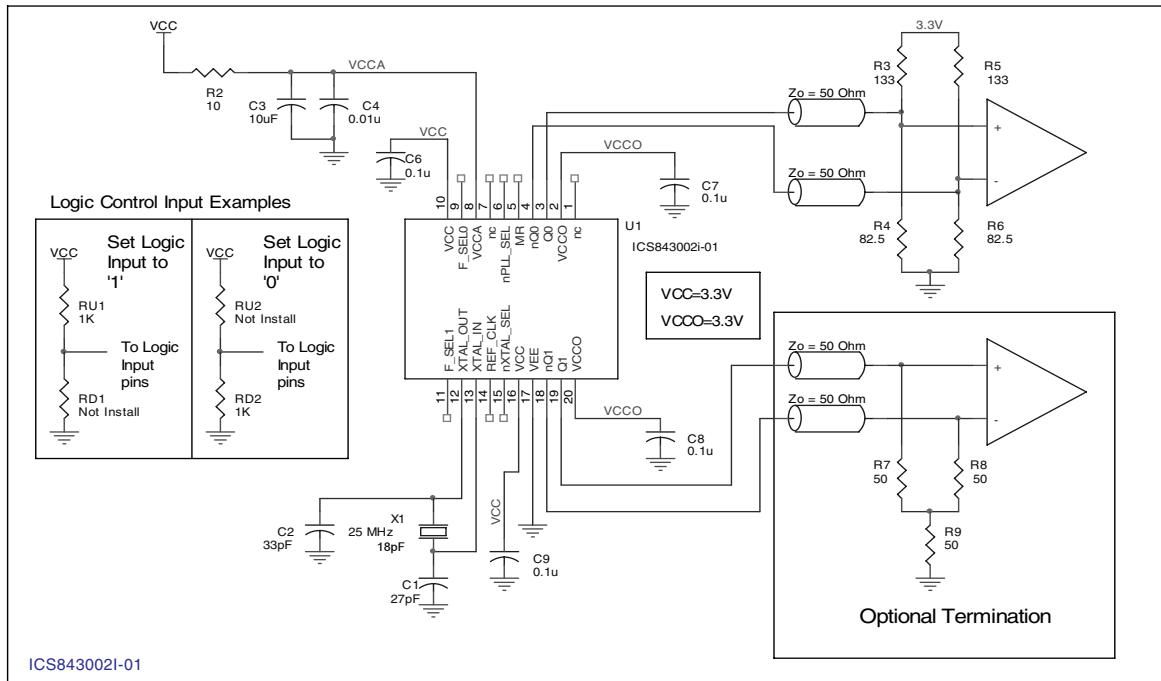 VCC
R2
10
VCCA
C3
10uF
C4
0.01u
VCC
C6
0.1u
VCCO
C7
0.1u
Zo = 50 Ohm
Zo = 50 Ohm
3.3V
R3
133
R5
133
+
-
R4
82.5
R6
82.5
Logic Control Input Examples
Set Logic
Input to
'1'
VCC
RU1
1K
To Logic
Input
pins
RD1
Not Install
Set Logic
Input to
'0'
VCC
RU2
Not Install
To Logic
Input
pins
RD2
1K
10
9
8
7
6
5
4
3
2
1
VCC
F_SEL0
VCCA
nc
nPLL_SEL
MR
nQ0
Q0
VCCO
nc
U1
ICS843002i-01
F_SEL1
XTAL_OUT
XTAL_IN
REF_CLK
nXTAL_SEL
VCC
VEE
nQ1
Q1
VCCO
11
12
13
14
15
16
17
18
19
20
VCC=3.3V
VCCO=3.3V
VCCO
C8
0.1u
C2
33pF
X1
25 MHz
18pF
C1
27pF
VCC
C9
0.1u
Zo = 50 Ohm
Zo = 50 Ohm
+
-
R7
50
R8
50
R9
50
Optional Termination
ICS843002I-01